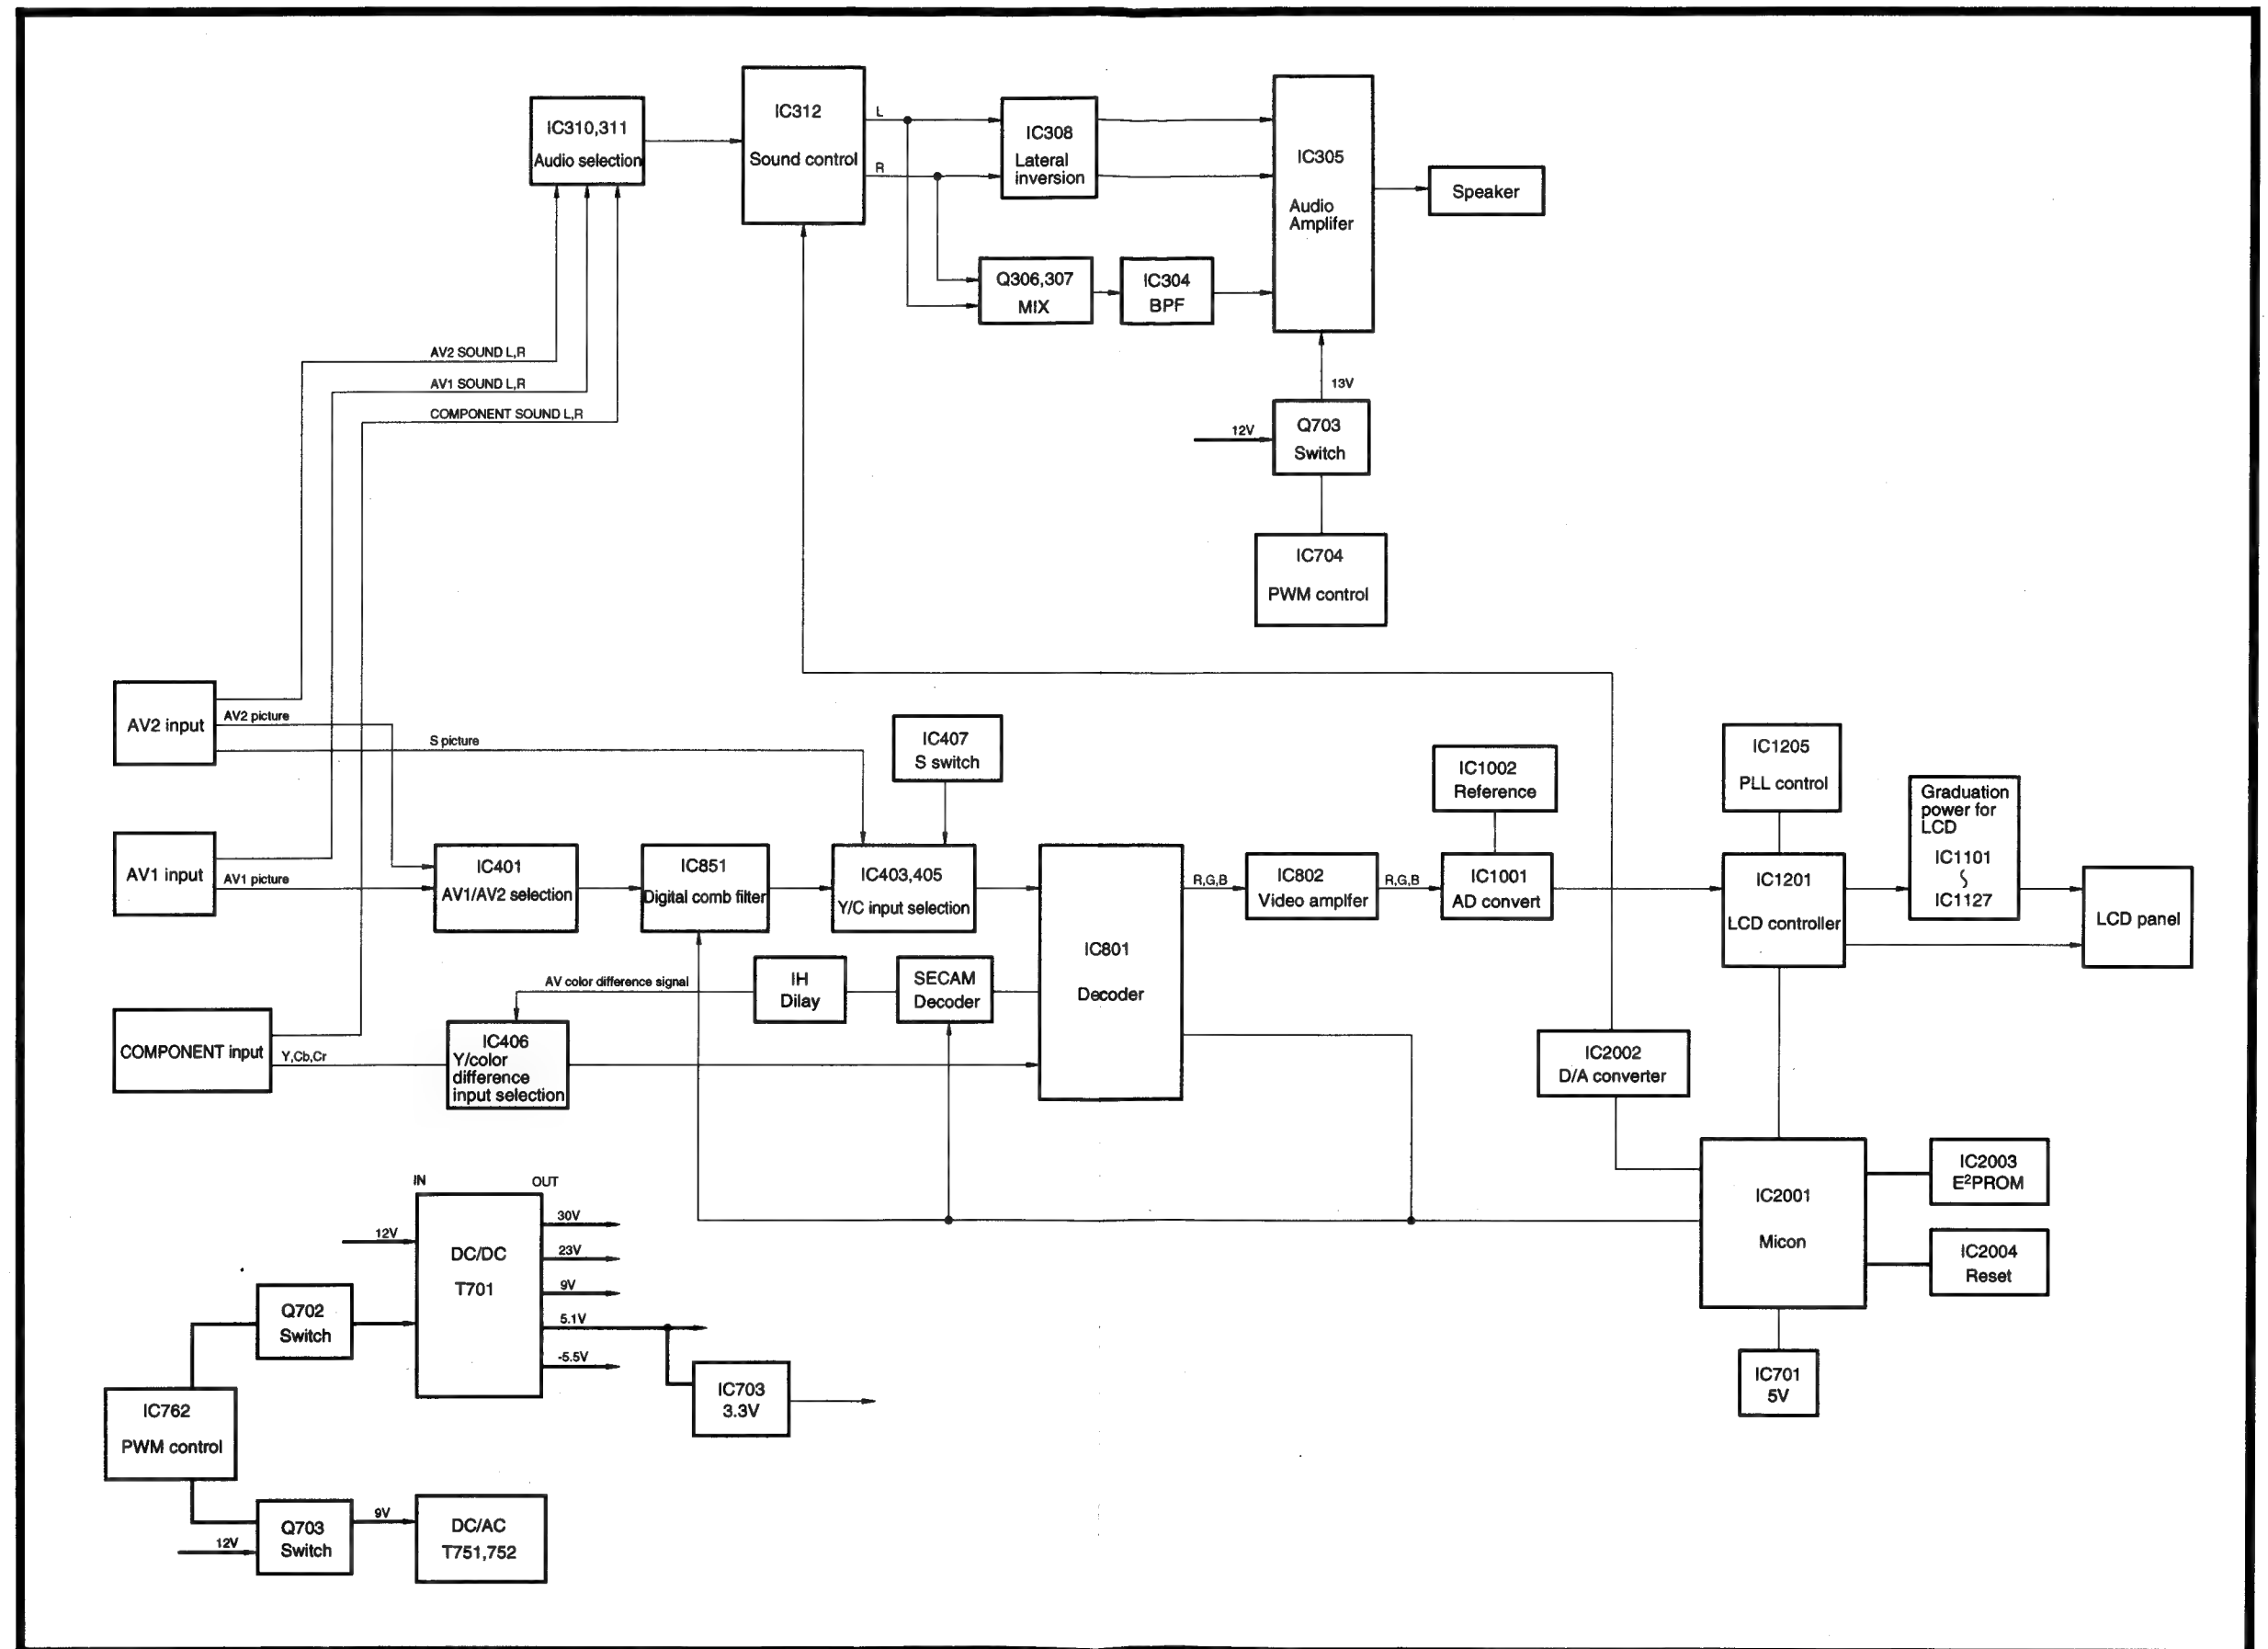 IC310,311
Audio selection
IC312
Sound control
L
R
IC308
Lateral
inversion
IC305
Audio
Amplifer
Speaker
Q306,307
MIX
IC304
BPF
AV2 SOUND L,R
AV1 SOUND L,R
COMPONENT SOUND L,R
13V
12V
Q703
Switch
IC704
PWM control
AV2 input
AV2 picture
S picture
IC407
S switch
IC1002
Reference
IC1205
PLL control
Graduation
power for
LCD
IC1101
IC1127
AV1 input
AV1 picture
IC401
AV1/AV2 selection
IC851
Digital comb filter
IC403,405
Y/C input selection
IC801
Decoder
R,G,B
IC802
Video amplfer
R,G,B
IC1001
AD convert
IC1201
LCD controller
LCD panel
AV color difference signal
IH
Dilay
SECAM
Decoder
COMPONENT input
Y,Cb,Cr
IC406
Y/color
difference
input selection
IC2002
D/A converter
IC2001
Micon
IC2003
E²PROM
IC2004
Reset
IC701
5V
IN
OUT
12V
DC/DC
T701
30V
23V
9V
5.1V
-5.5V
Q702
Switch
IC703
3.3V
IC762
PWM control
Q703
Switch
12V
9V
DC/AC
T751,752